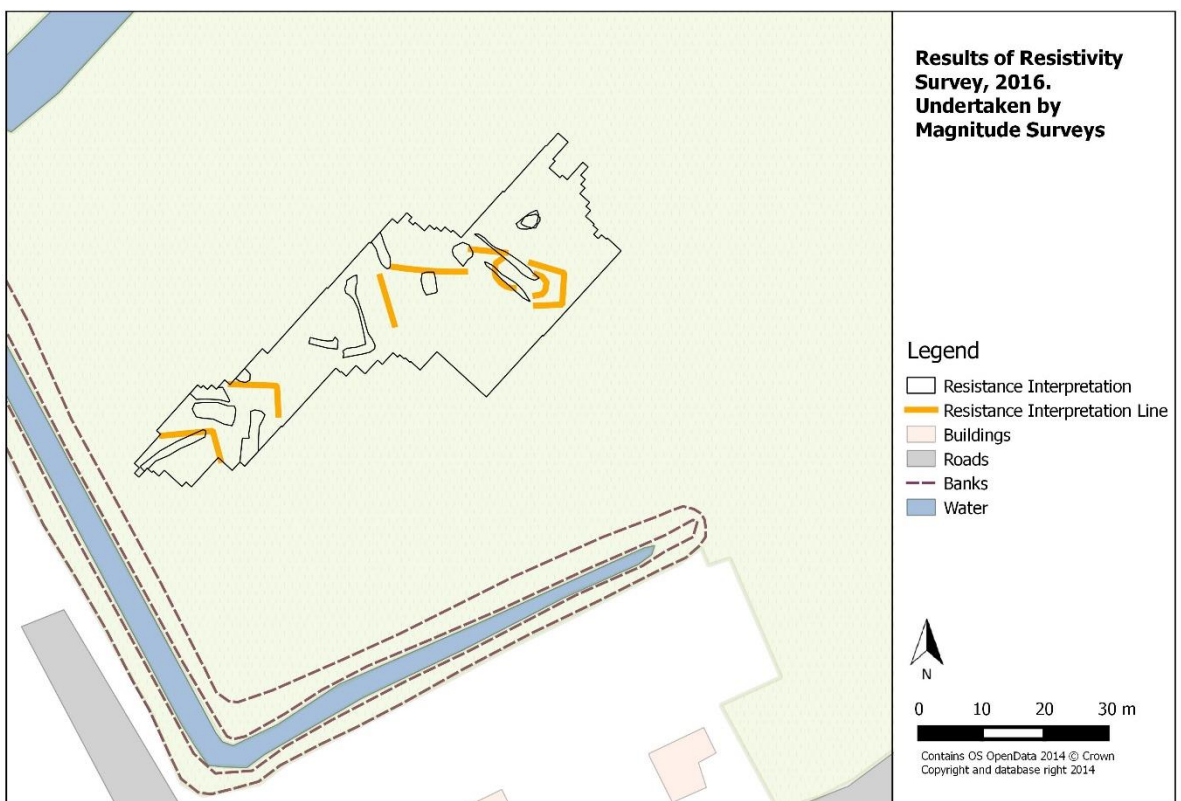 Results of Resistivity
Survey, 2016.
Undertaken by
Magnitude Surveys
Legend
Resistance Interpretation
Resistance Interpretation Line
Buildings
Roads
Banks
Water
N
0 10 20 30 m
Contains OS OpenData 2014 © Crown
Copyright and database right 2014